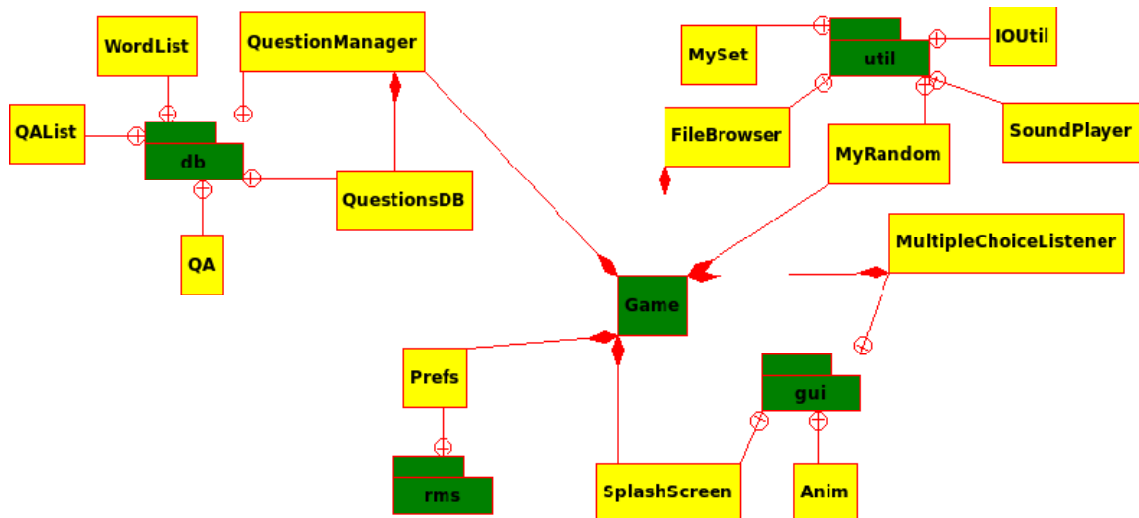 WordList
QuestionManager
MySet
util
IOUtil
QAList
db
FileBrowser
MyRandom
SoundPlayer
QuestionsDB
QA
MultipleChoiceListener
Game
Prefs
gui
rms
SplashScreen
Anim